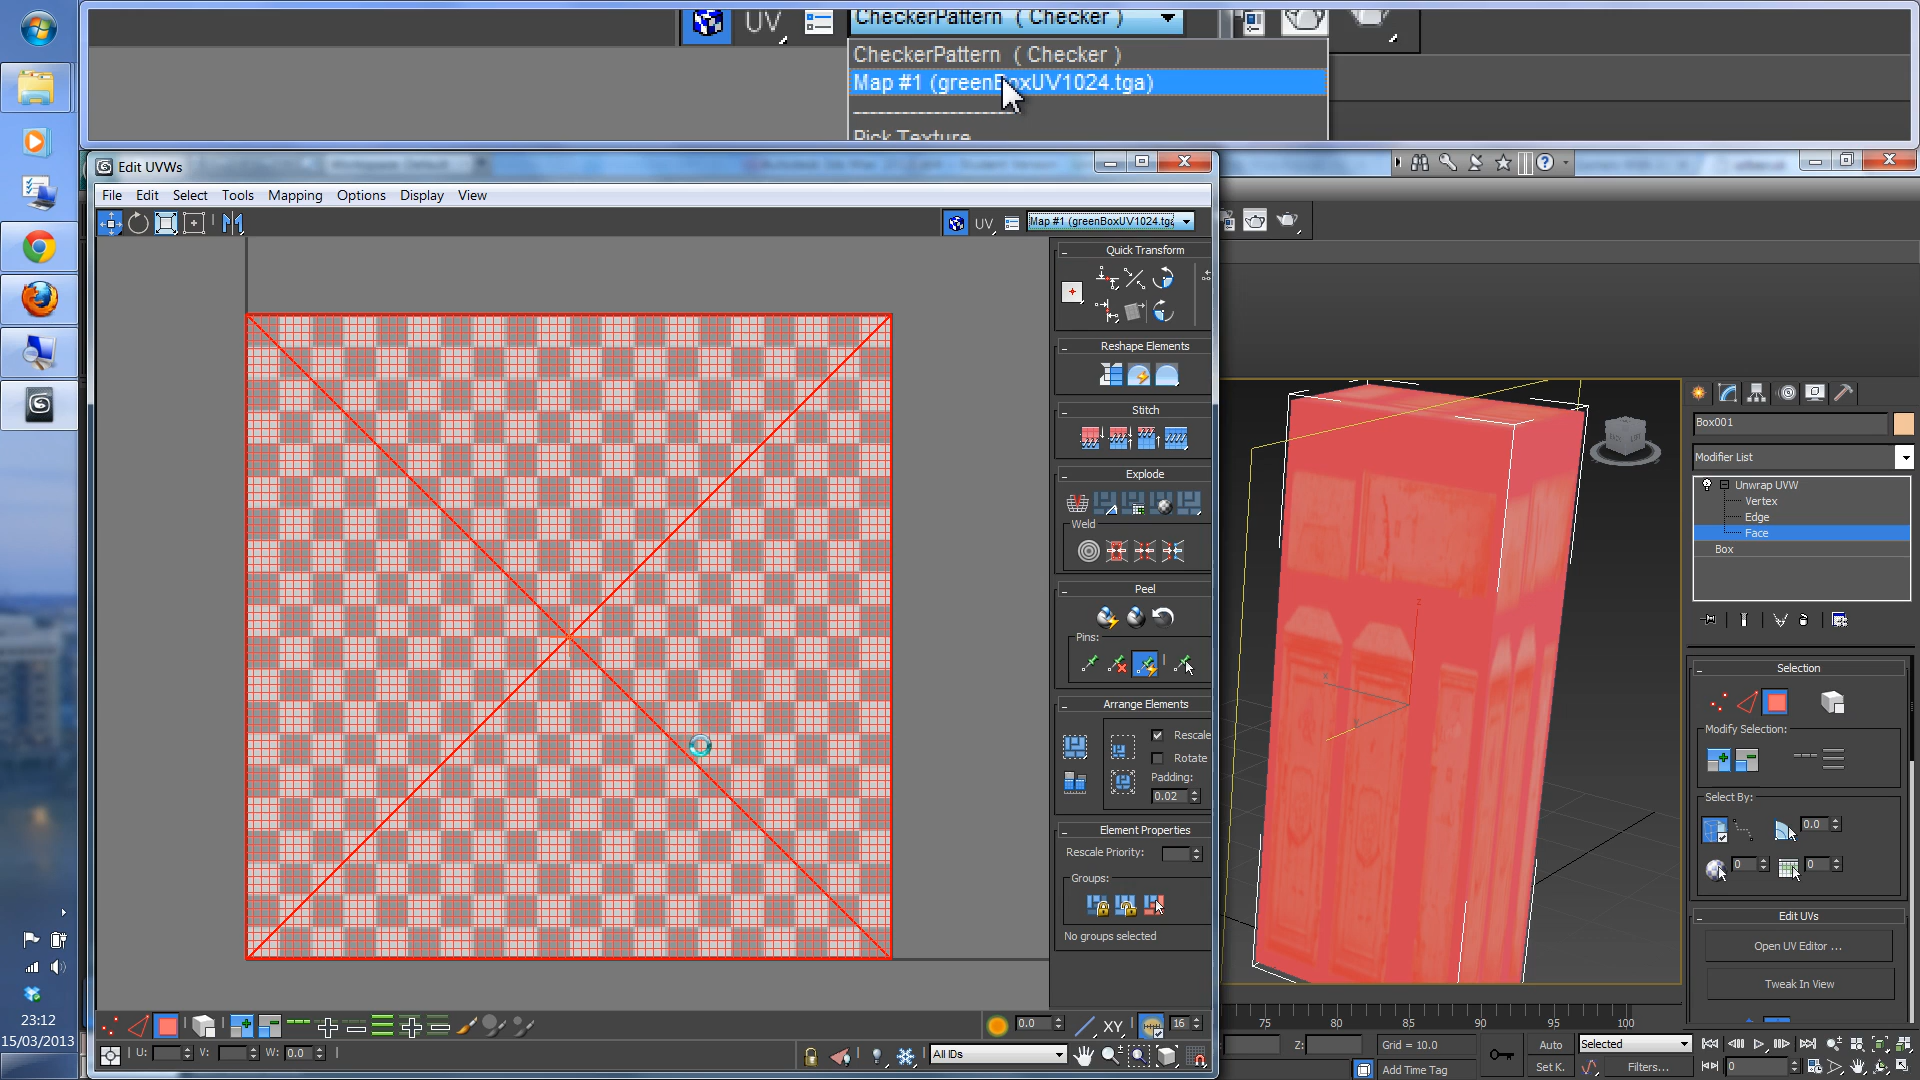 UV
CheckerPattern ( Checker )
CheckerPattern ( Checker )
Map #1 (greenBoxUV1024.tga)
Pick Texture
Edit UVWs
File Edit Select Tools Mapping Options Display View
UV Map #1 (greenBoxUV1024.tga
Quick Transform
Reshape Elements
Stitch
Explode
Weld
Peel
Pins:
Arrange Elements
Rescale
Rotate
Padding:
0.02
Element Properties
Rescale Priority:
Groups:
No groups selected
0.0 XY 16
U: V: W: 0.0 All IDs
Box001
Modifier List
Unwrap UVW
Vertex
Edge
Face
Box
Selection
Modify Selection:
Select By:
0.0
0 0
Edit UVs
Open UV Editor ...
Tweak In View
75 80 85 90 95 100
Z: Grid = 10.0 Auto Selected
Add Time Tag Set K. Filters... 0
23:12
15/03/2013